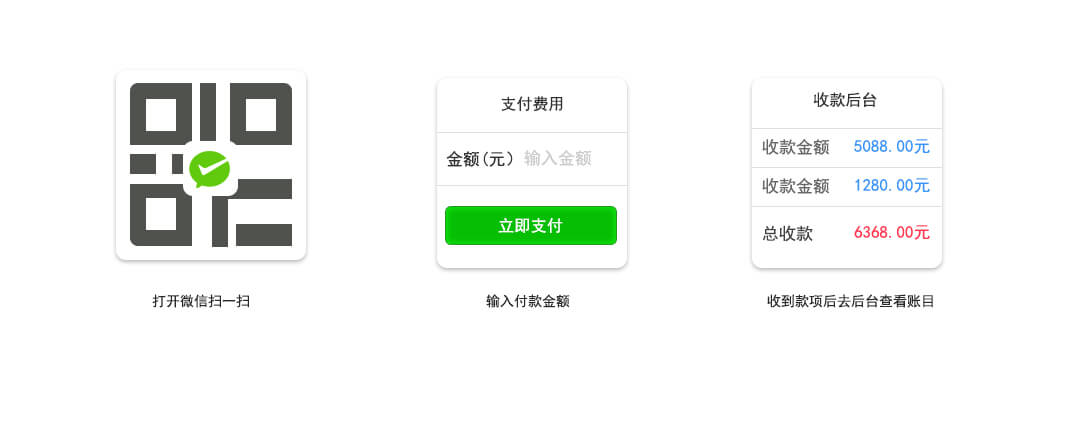 支付费用
金额(元) 输入金额
立即支付
收款后台
收款金额 5088.00元
收款金额 1280.00元
总收款 6368.00元
打开微信扫一扫
输入付款金额
收到款项后去后台查看账目